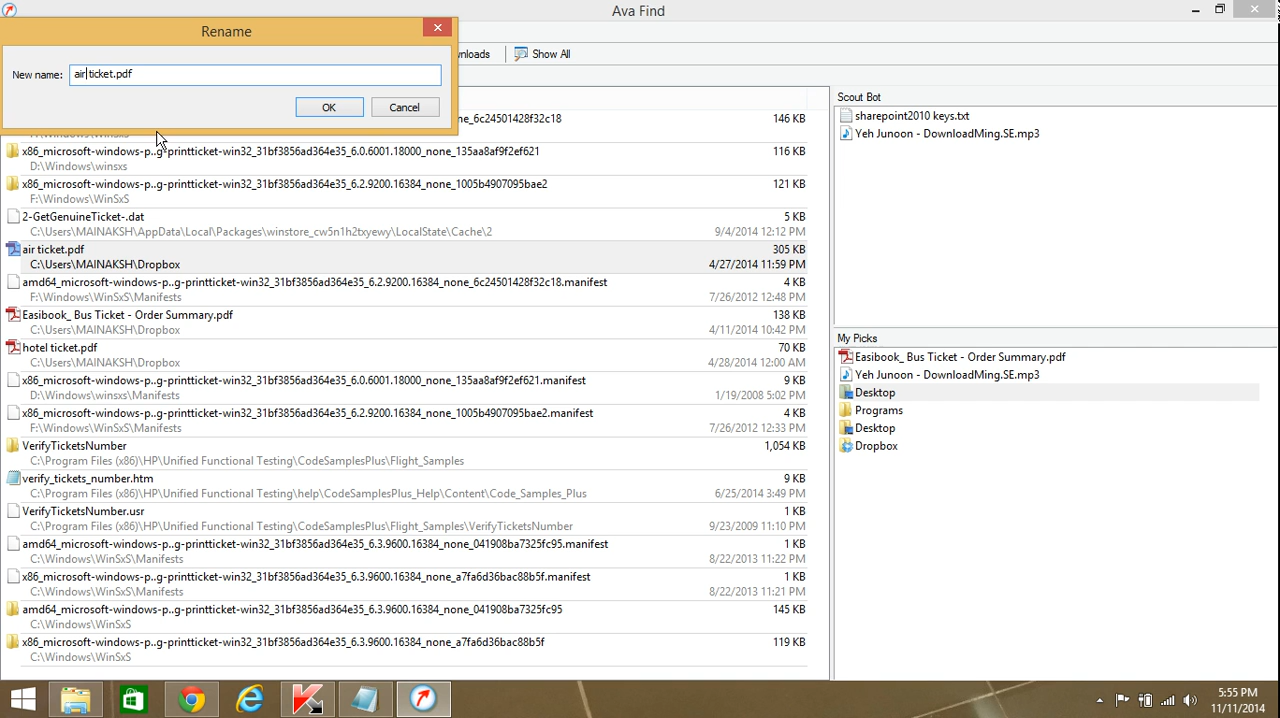 Ava Find
Rename
New name: air ticket.pdf
OK Cancel
wnloads Show All
_6c24501428f32c18 146 KB
x86_microsoft-windows-p..g-printticket-win32_31bf3856ad364e35_6.0.6001.18000_none_135aa8af9f2ef621 116 KB
D:\Windows\winsxs
x86_microsoft-windows-p..g-printticket-win32_31bf3856ad364e35_6.2.9200.16384_none_1005b4907095bae2 121 KB
F:\Windows\WinSxS
2-GetGenuineTicket-.dat 5 KB
C:\Users\MAINAKSH\AppData\Local\Packages\winstore_cw5n1h2txyewy\LocalState\Cache\2 9/4/2014 12:12 PM
air ticket.pdf 305 KB
C:\Users\MAINAKSH\Dropbox 4/27/2014 11:59 PM
amd64_microsoft-windows-p..g-printticket-win32_31bf3856ad364e35_6.2.9200.16384_none_6c24501428f32c18.manifest 4 KB
F:\Windows\WinSxS\Manifests 7/26/2012 12:48 PM
Easibook_ Bus Ticket - Order Summary.pdf 138 KB
C:\Users\MAINAKSH\Dropbox 4/11/2014 10:42 PM
hotel ticket.pdf 70 KB
C:\Users\MAINAKSH\Dropbox 4/28/2014 12:00 AM
x86_microsoft-windows-p..g-printticket-win32_31bf3856ad364e35_6.0.6001.18000_none_135aa8af9f2ef621.manifest 9 KB
D:\Windows\winsxs\Manifests 1/19/2008 5:02 PM
x86_microsoft-windows-p..g-printticket-win32_31bf3856ad364e35_6.2.9200.16384_none_1005b4907095bae2.manifest 4 KB
F:\Windows\WinSxS\Manifests 7/26/2012 12:33 PM
VerifyTicketsNumber 1,054 KB
C:\Program Files (x86)\HP\Unified Functional Testing\CodeSamplesPlus\Flight_Samples
verify_tickets_number.htm 9 KB
C:\Program Files (x86)\HP\Unified Functional Testing\help\CodeSamplesPlus_Help\Content\Code_Samples_Plus 6/25/2014 3:49 PM
VerifyTicketsNumber.usr 1 KB
C:\Program Files (x86)\HP\Unified Functional Testing\CodeSamplesPlus\Flight_Samples\VerifyTicketsNumber 9/23/2009 11:10 PM
amd64_microsoft-windows-p..g-printticket-win32_31bf3856ad364e35_6.3.9600.16384_none_041908ba7325fc95.manifest 1 KB
C:\Windows\WinSxS\Manifests 8/22/2013 11:22 PM
x86_microsoft-windows-p..g-printticket-win32_31bf3856ad364e35_6.3.9600.16384_none_a7fa6d36bac88b5f.manifest 1 KB
C:\Windows\WinSxS\Manifests 8/22/2013 11:21 PM
amd64_microsoft-windows-p..g-printticket-win32_31bf3856ad364e35_6.3.9600.16384_none_041908ba7325fc95 145 KB
C:\Windows\WinSxS
x86_microsoft-windows-p..g-printticket-win32_31bf3856ad364e35_6.3.9600.16384_none_a7fa6d36bac88b5f 119 KB
C:\Windows\WinSxS
Scout Bot
sharepoint2010 keys.txt
Yeh Junoon - DownloadMing.SE.mp3
My Picks
Easibook_ Bus Ticket - Order Summary.pdf
Yeh Junoon - DownloadMing.SE.mp3
Desktop
Programs
Desktop
Dropbox
5:55 PM
11/11/2014